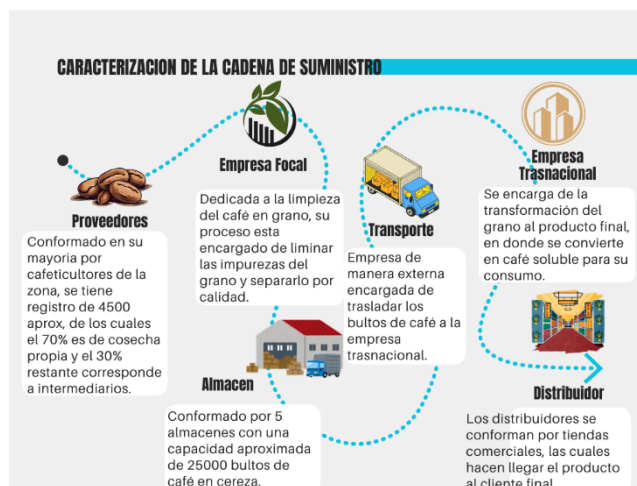 CARACTERIZACION DE LA CADENA DE SUMINISTRO
Proveedores
Conformado en su
mayoria por
cafeticultores de la
zona, se tiene
registro de 4500
aprox, de los cuales
el 70% es de cosecha
propia y el 30%
restante corresponde
a intermediarios.
Empresa Focal
Dedicada a la limpieza
del café en grano, su
proceso esta
encargado de liminar
las impurezas del
grano y separarlo por
calidad.
Almacen
Conformado por 5
almacenes con una
capacidad aproximada
de 25000 bultos de
café en cereza.
Transporte
Empresa de
manera externa
encargada de
trasladar los
bultos de café a la
empresa
trasnacional.
Empresa
Trasnacional
Se encarga de la
transformación del
grano al producto final,
en donde se convierte
en café soluble para su
consumo.
Distribuidor
Los distribuidores se
conforman por tiendas
comerciales, las cuales
hacen llegar el producto
al cliente final